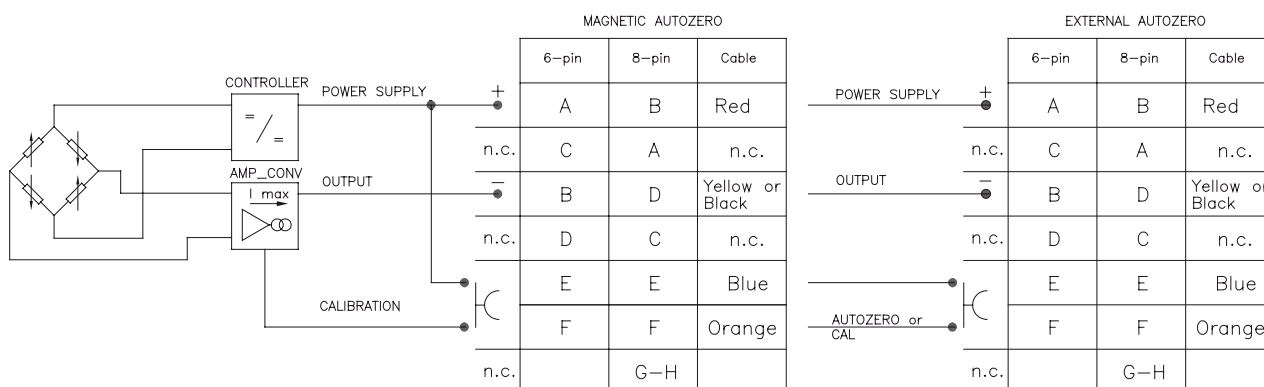 MAGNETIC AUTOZERO
6-pin 8-pin Cable
CONTROLLER
= / =
POWER SUPPLY + A B Red
n.c. C A n.c.
AMP_CONV
I max
OUTPUT - B D Yellow or Black
n.c. D C n.c.
E E Blue
CALIBRATION F F Orange
n.c. G-H
EXTERNAL AUTOZERO
6-pin 8-pin Cable
POWER SUPPLY + A B Red
n.c. C A n.c.
OUTPUT - B D Yellow or Black
n.c. D C n.c.
E E Blue
AUTOZERO or CAL F F Orange
n.c. G-H